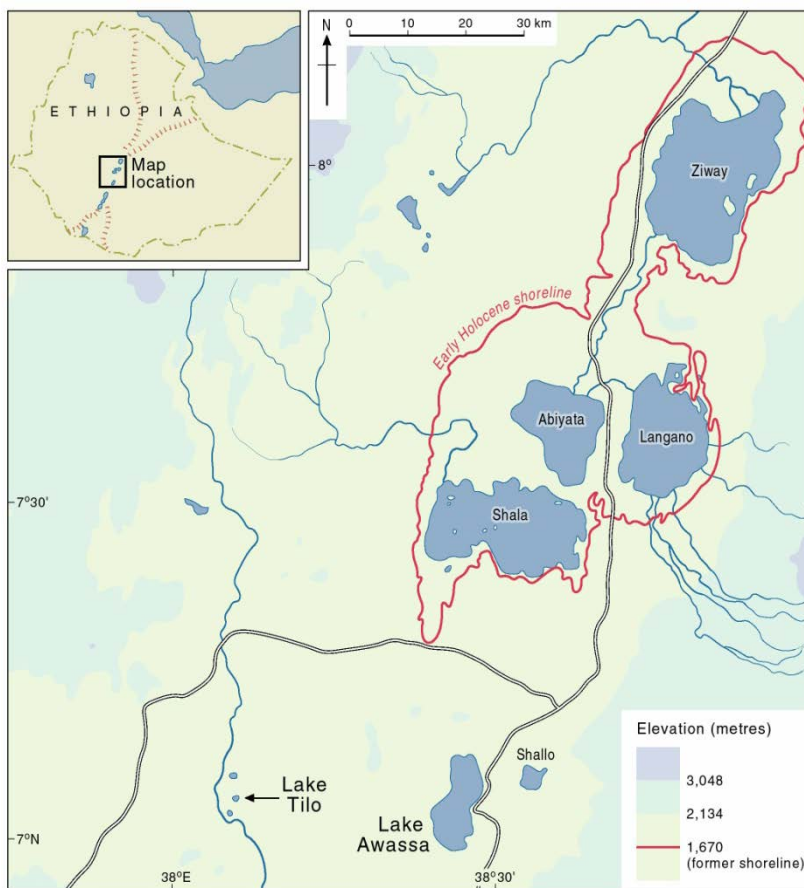 ETHIOPIA
Map
location
0 10 20 30 km
N
8°
Ziway
Early Holocene shoreline
Abiyata
Langano
7°30'
Shala
Shallo
Lake
Tilo
Lake
Awassa
7°N
38°E
38°30'
Elevation (metres)
3,048
2,134
1,670
(former shoreline)